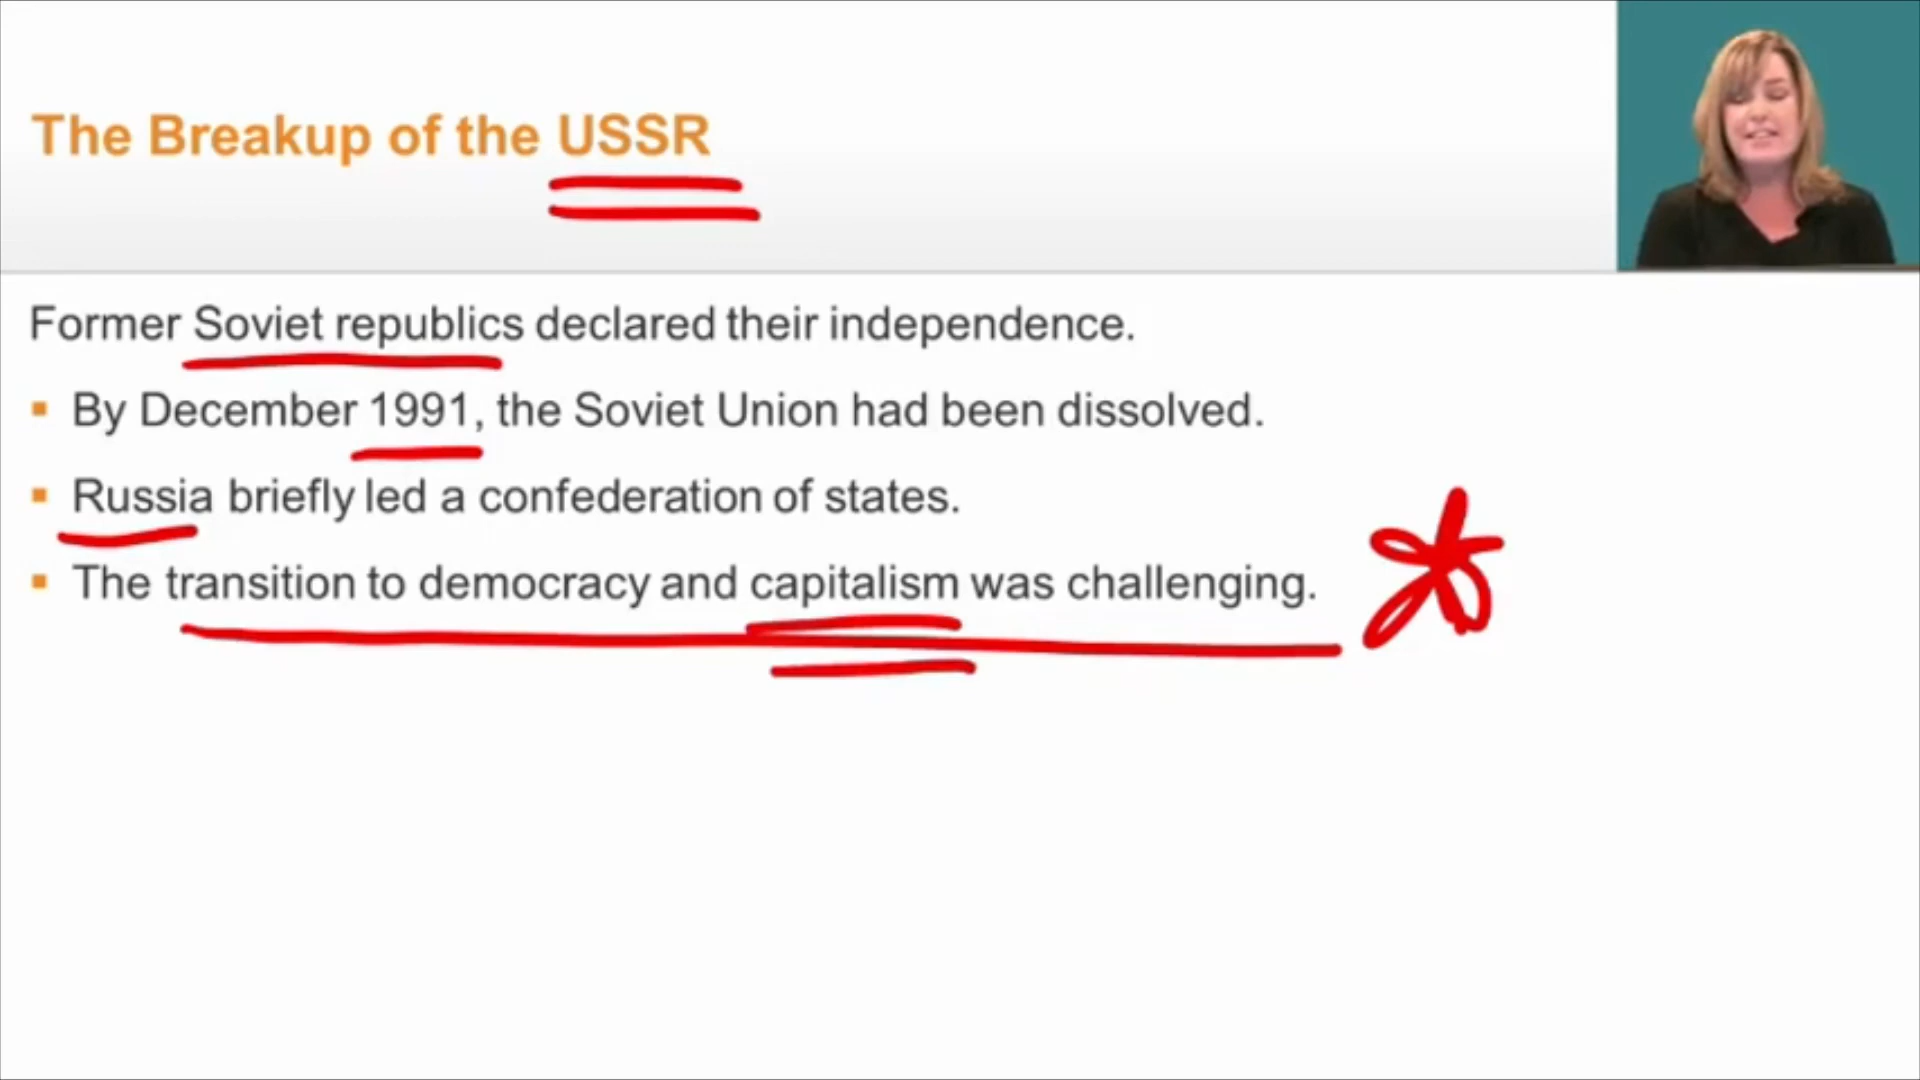 The Breakup of the USSR
Former Soviet republics declared their independence.
▪ By December 1991, the Soviet Union had been dissolved.
▪ Russia briefly led a confederation of states.
▪ The transition to democracy and capitalism was challenging.